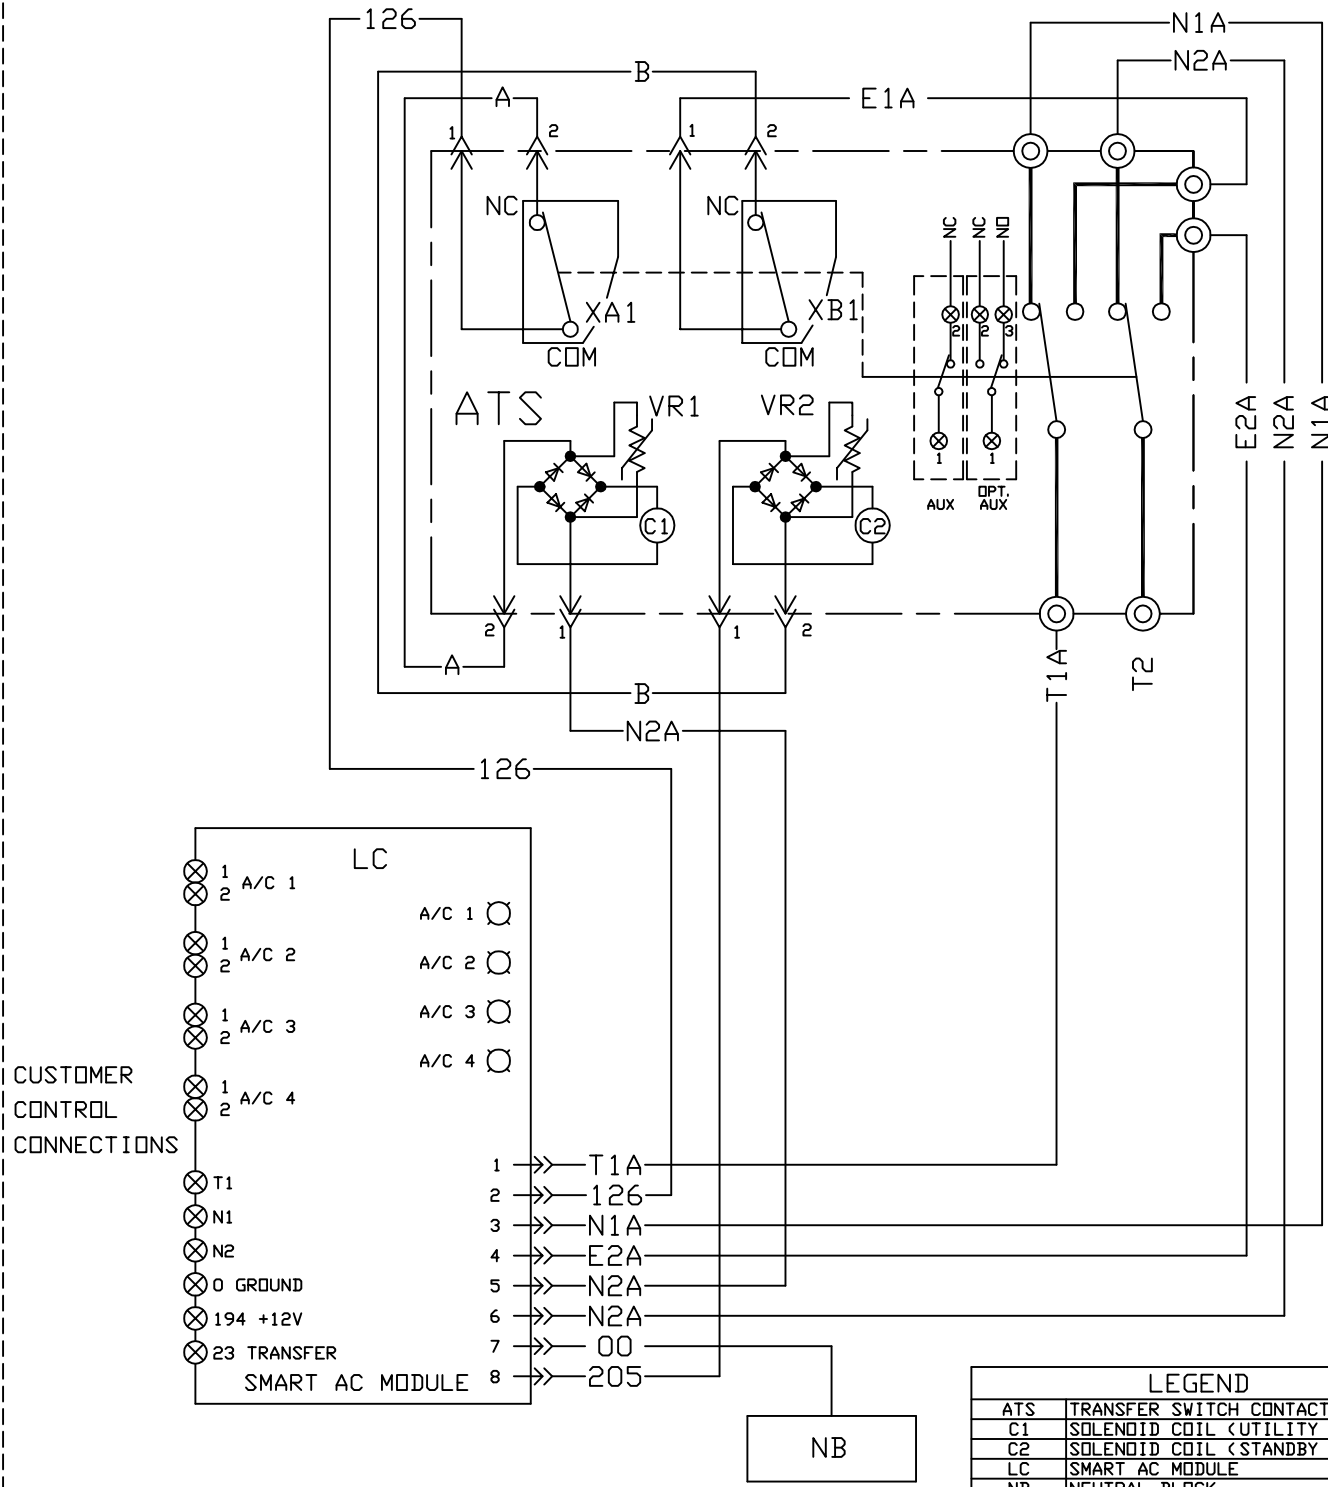 126
N1A
N2A
B
A
E1A
1
2
1
2
NC
NC
NC
NC
NO
XA1
XB1
2
2
3
COM
COM
ATS
VR1
VR2
E2A
N2A
N1A
1
1
AUX
OPT.
AUX
C1
C2
2
1
1
2
A
T1A
T2
B
N2A
126
LC
1
2
A/C 1
A/C 1
1
2
A/C 2
A/C 2
1
2
A/C 3
A/C 3
1
2
A/C 4
A/C 4
CUSTOMER
CONTROL
CONNECTIONS
T1
N1
N2
0 GROUND
194 +12V
23 TRANSFER
SMART AC MODULE
1 T1A
2 126
3 N1A
4 E2A
5 N2A
6 N2A
7 00
8 205
NB
LEGEND
ATS TRANSFER SWITCH CONTACT
C1 SOLENOID COIL (UTILITY
C2 SOLENOID COIL (STANDBY
LC SMART AC MODULE
NB NEUTRAL BLOCK